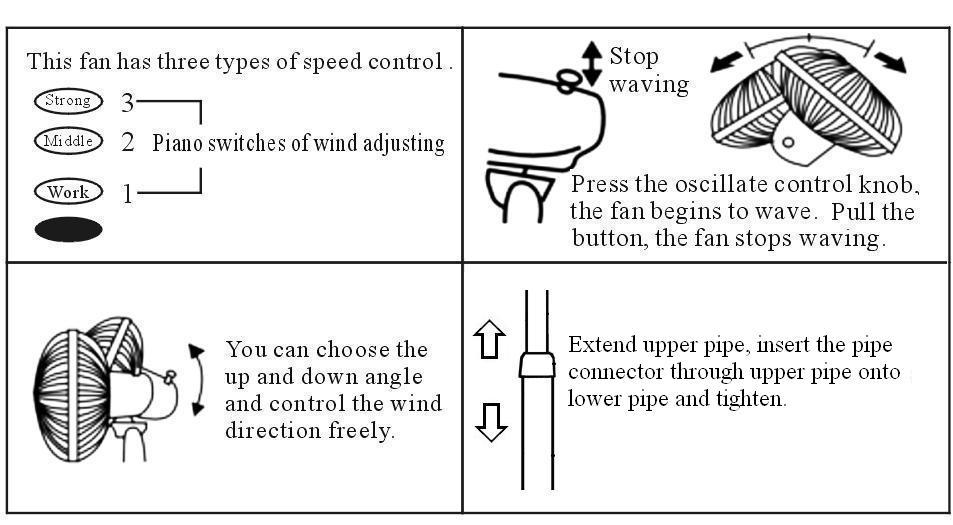 This fan has three types of speed control .
Strong 3
Middle 2 Piano switches of wind adjusting
Work 1
Stop
waving
Press the oscillate control knob,
the fan begins to wave. Pull the
button, the fan stops waving.
You can choose the
up and down angle
and control the wind
direction freely.
Extend upper pipe, insert the pipe
connector through upper pipe onto
lower pipe and tighten.